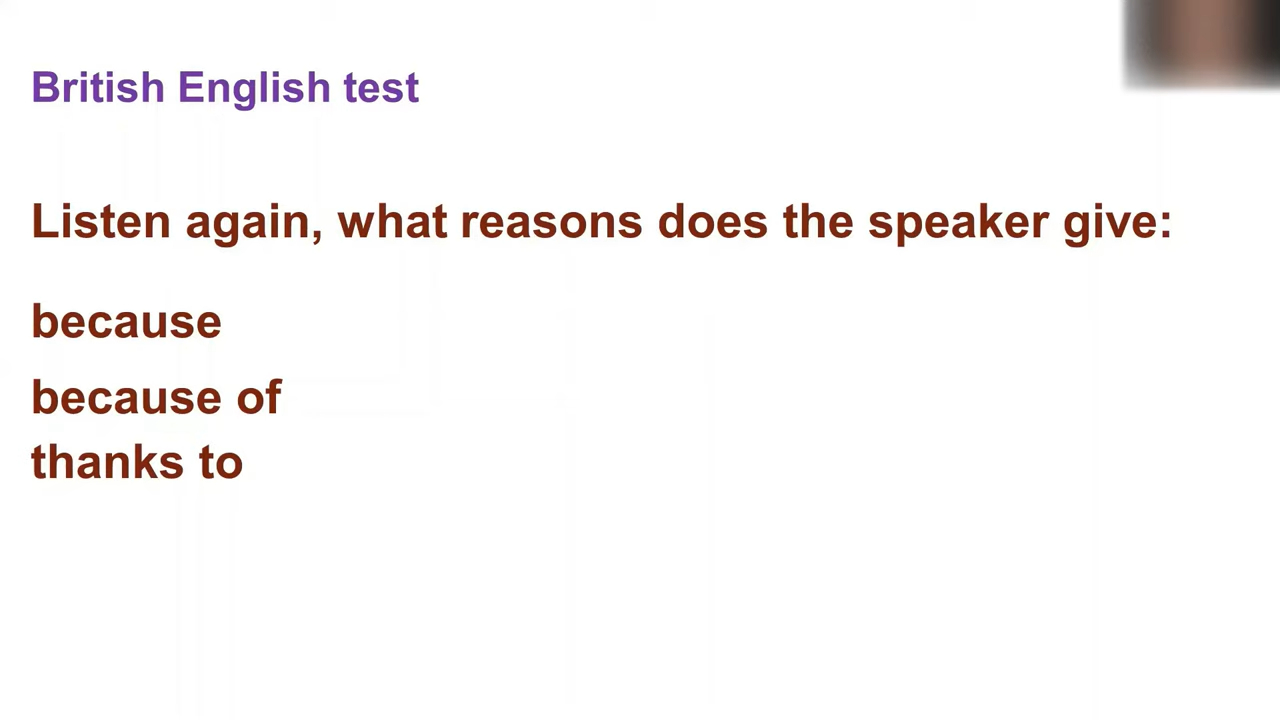 British English test
Listen again, what reasons does the speaker give:
because
because of
thanks to